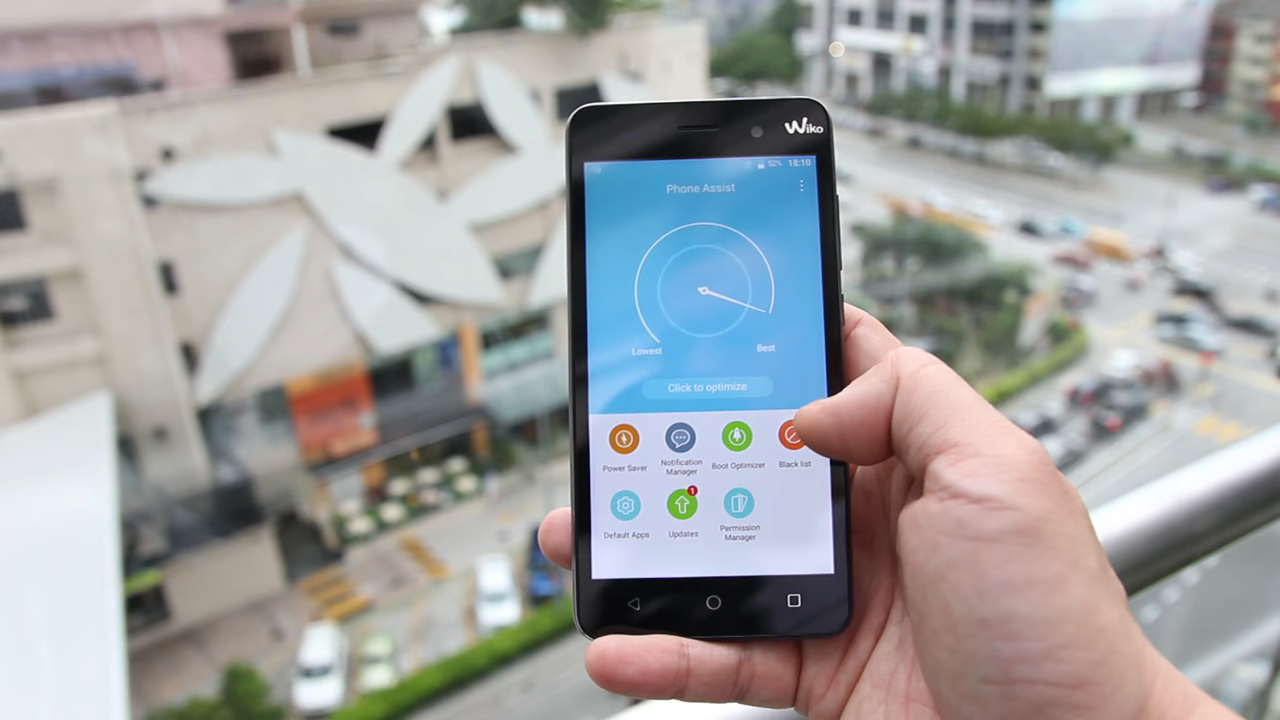 Wiko
52% 18:10
Phone Assist
Lowest
Best
Click to optimize
Power Saver
Notification
Manager
Boot Optimizer
Black list
1
Default Apps
Updates
Permission
Manager